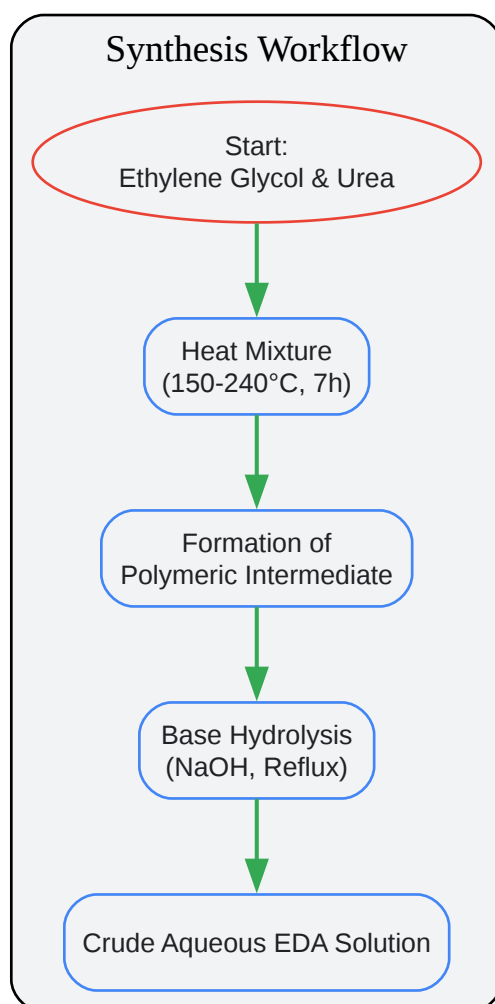 Synthesis Workflow
Start:
Ethylene Glycol & Urea
Heat Mixture
(150-240°C, 7h)
Formation of
Polymeric Intermediate
Base Hydrolysis
(NaOH, Reflux)
Crude Aqueous EDA Solution